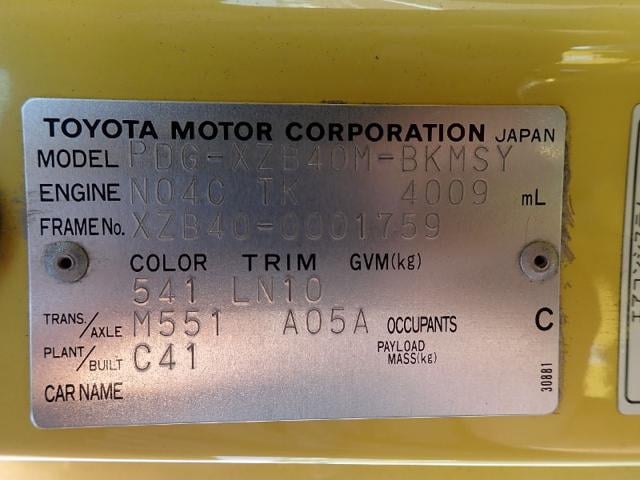 TOYOTA MOTOR CORPORATION JAPAN
MODEL PDG-XZB40M-BKMSY
ENGINE N04C TK 4009 mL
FRAME No. XZB40-0001759
COLOR TRIM GVM(kg)
541 LN10
TRANS./AXLE M551 A05A OCCUPANTS C
PLANT/BUILT C41 PAYLOAD MASS(kg)
CAR NAME
30881